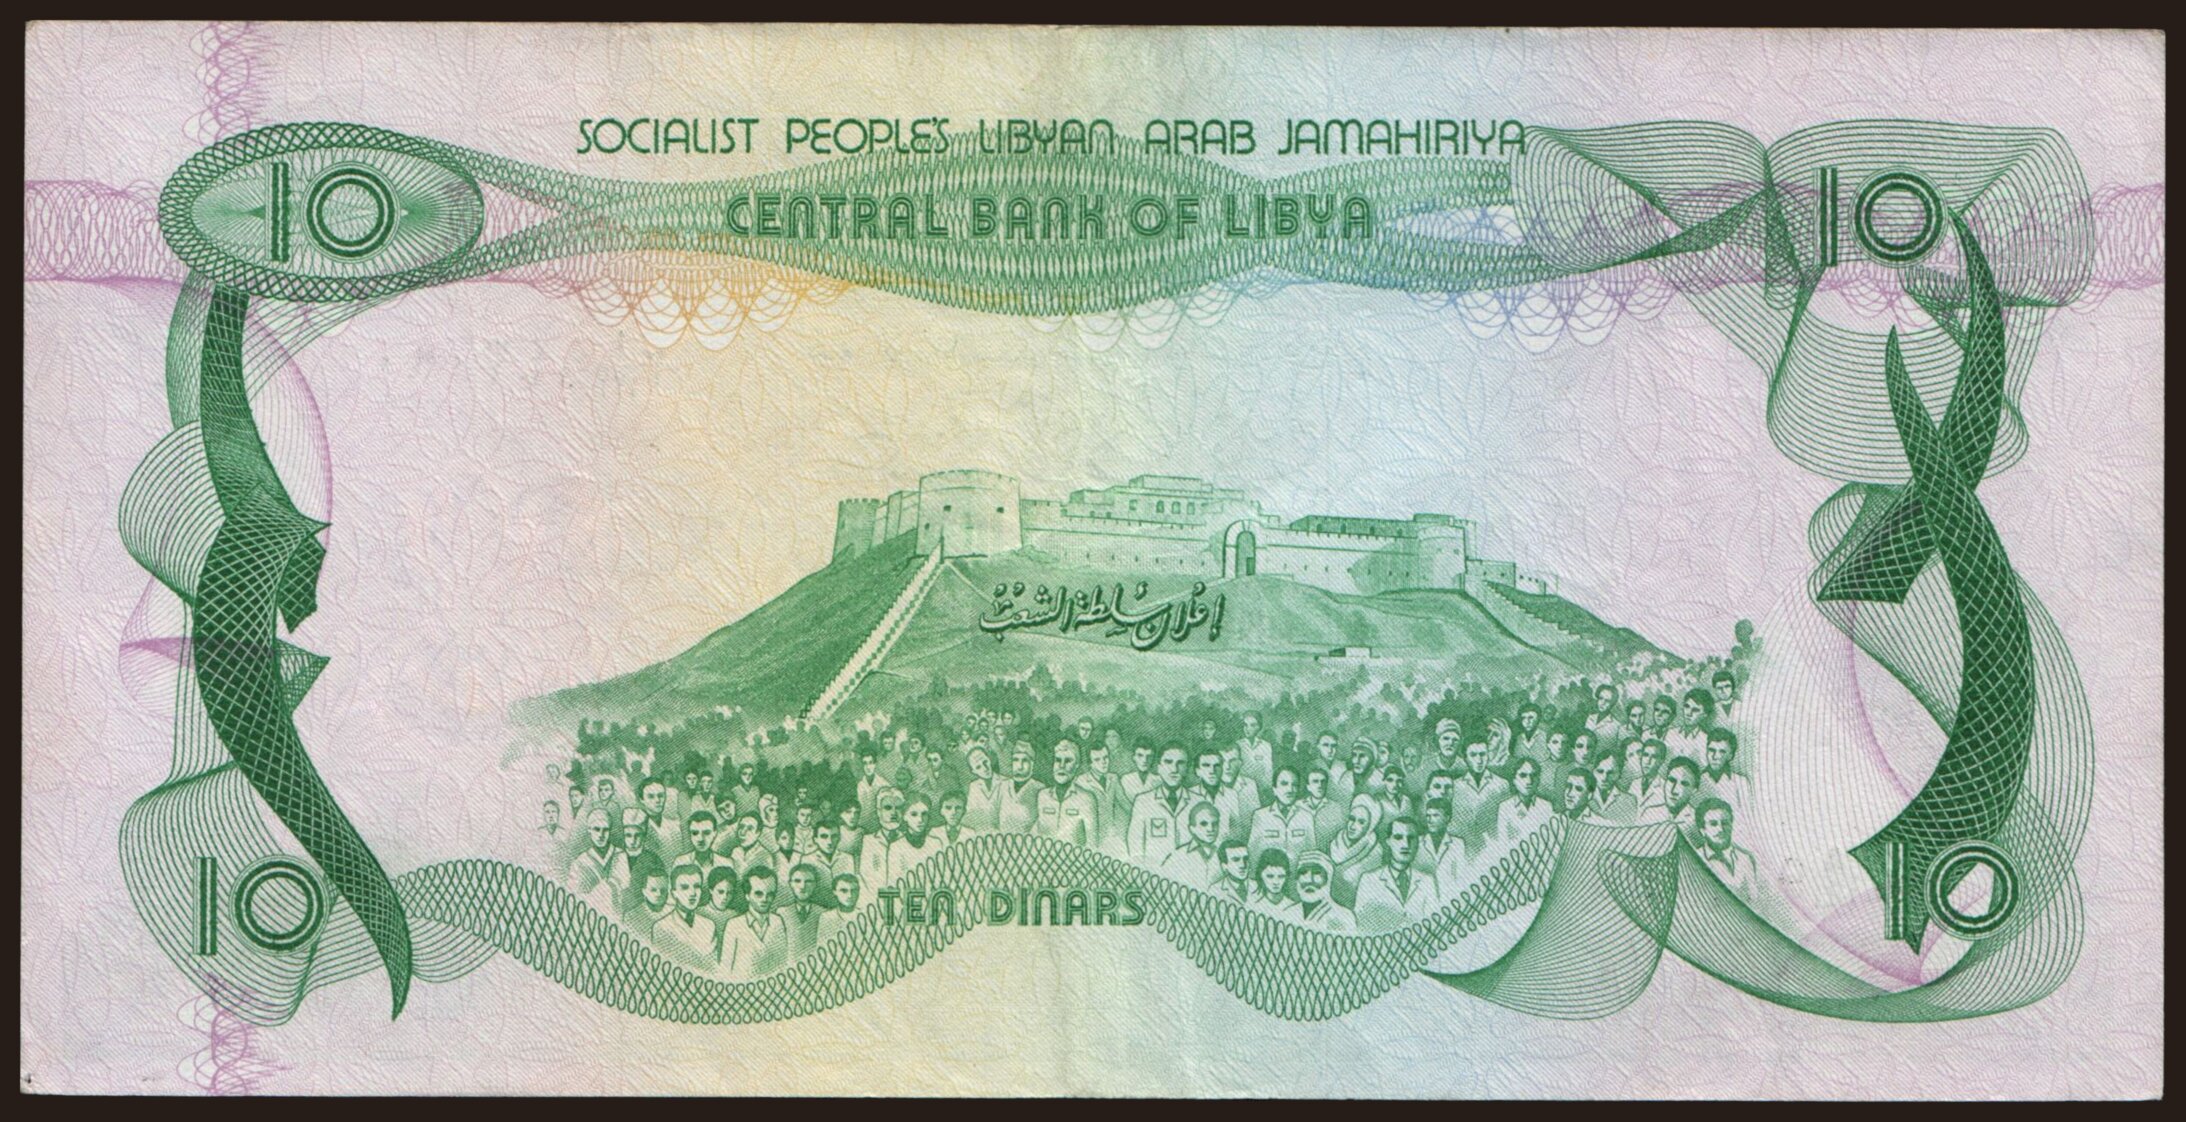 SOCIALIST PEOPLE'S LIBYAN ARAB JAMAHIRIYA
10
CENTRAL BANK OF LIBYA
10
إعلان سلطة الشعب
10
TEN DINARS
10